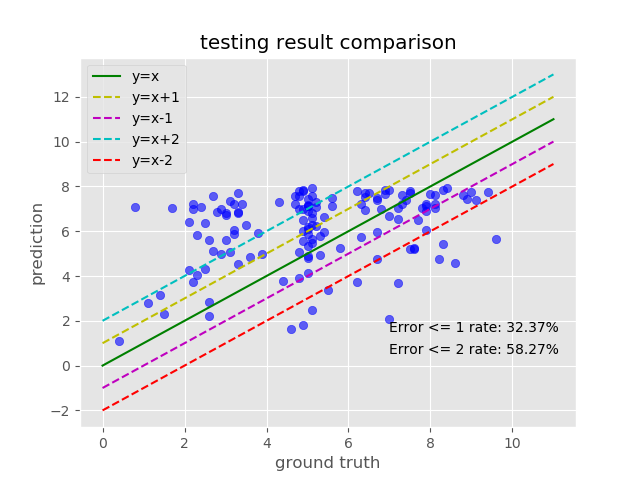 testing result comparison
y=x
y=x+1
y=x-1
y=x+2
y=x-2
12
10
8
6
4
2
0
−2
prediction
Error <= 1 rate: 32.37%
Error <= 2 rate: 58.27%
0 2 4 6 8 10
ground truth